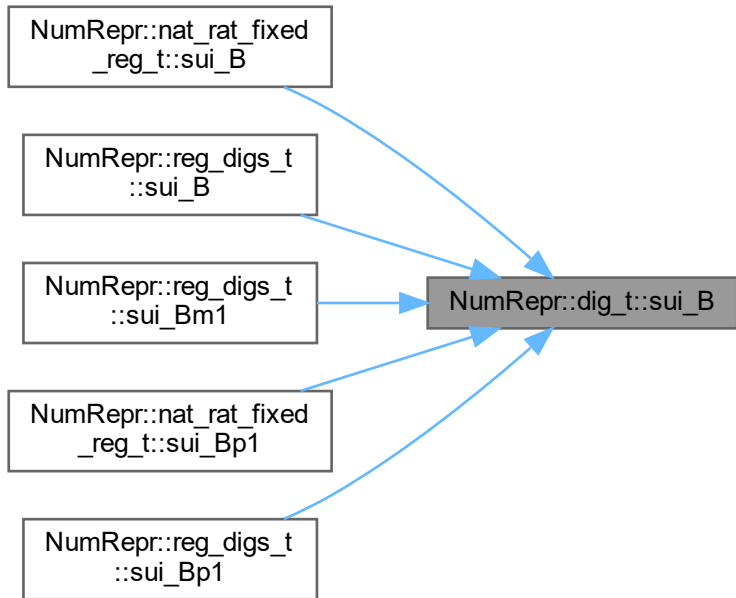 NumRepr::nat_rat_fixed
_reg_t::sui_B
NumRepr::reg_digs_t
::sui_B
NumRepr::reg_digs_t
::sui_Bm1
NumRepr::dig_t::sui_B
NumRepr::nat_rat_fixed
_reg_t::sui_Bp1
NumRepr::reg_digs_t
::sui_Bp1